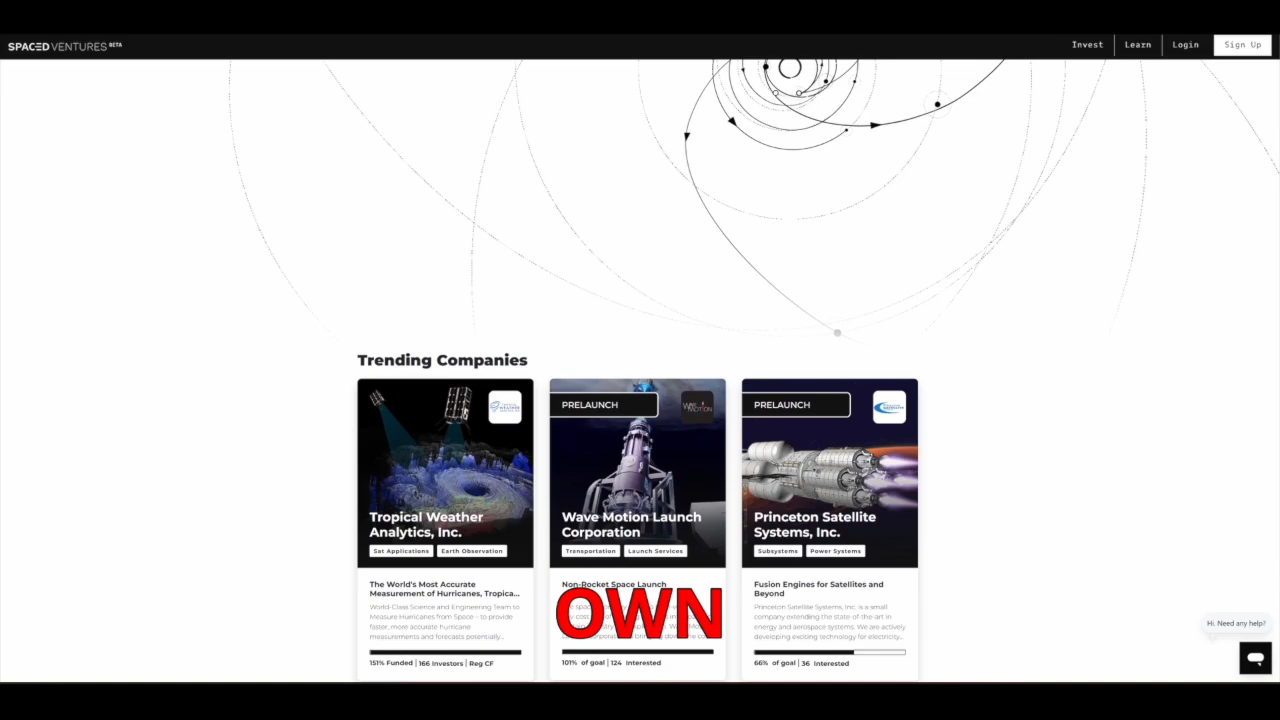 SPACED VENTURES BETA
Invest
Learn
Login
Sign Up
Trending Companies
Tropical Weather
Analytics, Inc.
Sat Applications
Earth Observation
The World's Most Accurate
Measurement of Hurricanes, Tropica...
World-Class Science and Engineering Team to
Measure Hurricanes from Space – to provide
faster, more accurate hurricane
measurements and forecasts potentially...
151% Funded | 166 Investors | Reg CF
PRELAUNCH
WAVE MOTION
Wave Motion Launch
Corporation
Transportation
Launch Services
Non-Rocket Space Launch
OWN
101% of goal | 124 Interested
PRELAUNCH
Princeton Satellite
Systems, Inc.
Subsystems
Power Systems
Fusion Engines for Satellites and
Beyond
Princeton Satellite Systems, Inc. is a small
company extending the state-of-the-art in
energy and aerospace systems. We are actively
developing exciting technology for electricity...
66% of goal | 36 Interested
Hi. Need any help?